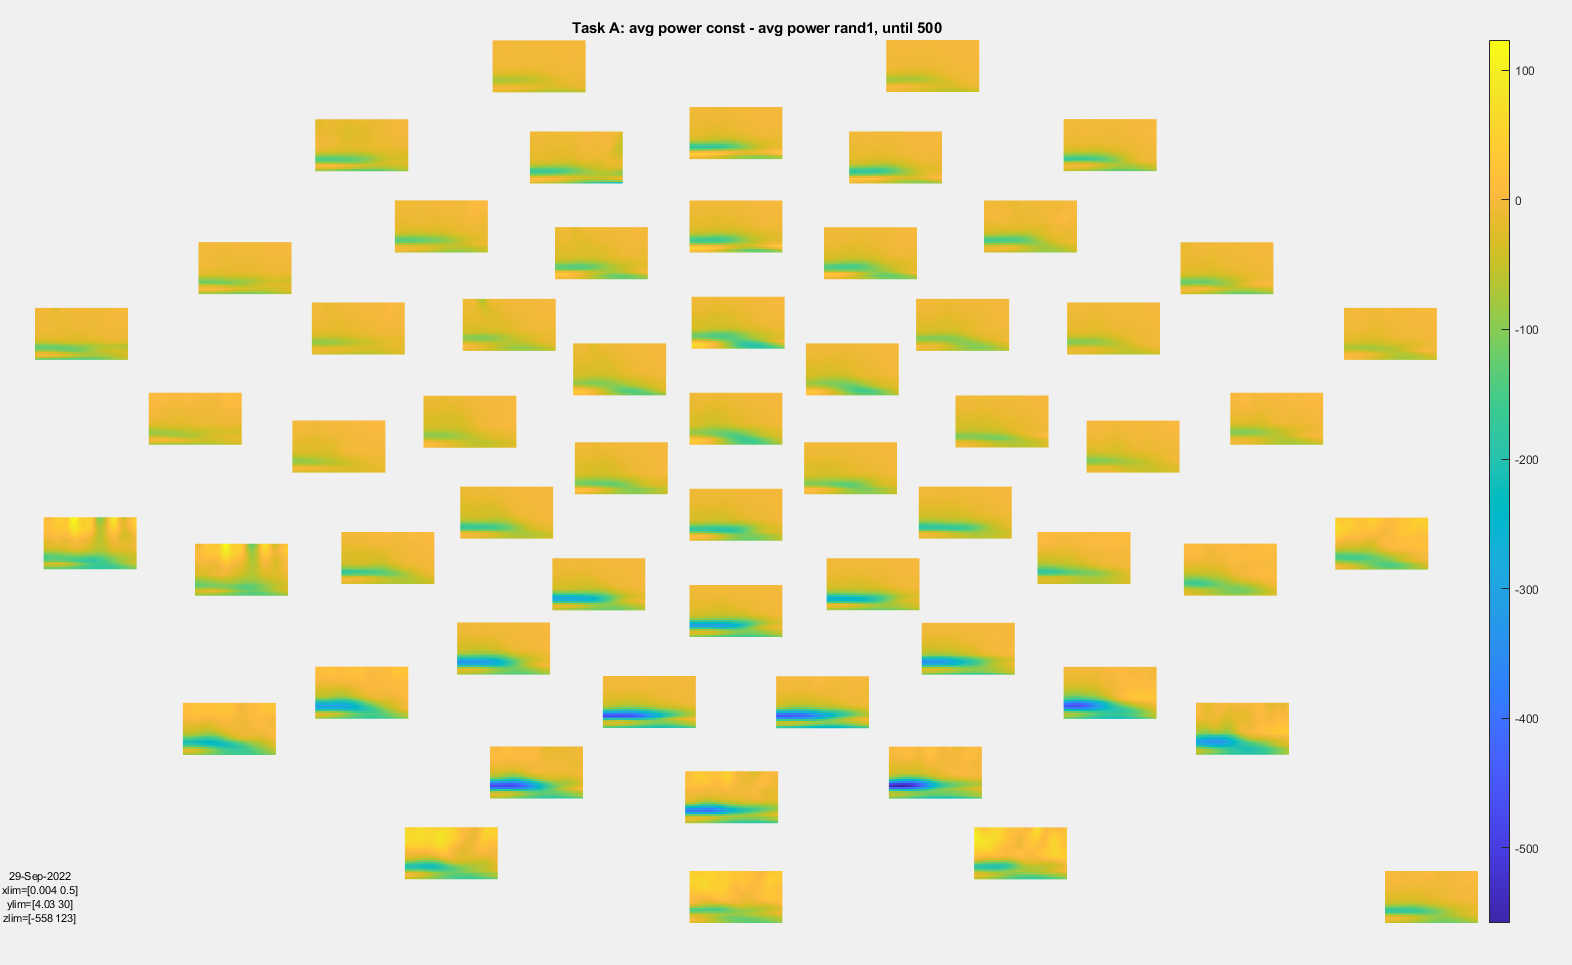 Task A: avg power const - avg power rand1, until 500
100
0
-100
-200
-300
-400
-500
29-Sep-2022
xlim=[0.004 0.5]
ylim=[4.03 30]
zlim=[-558 123]